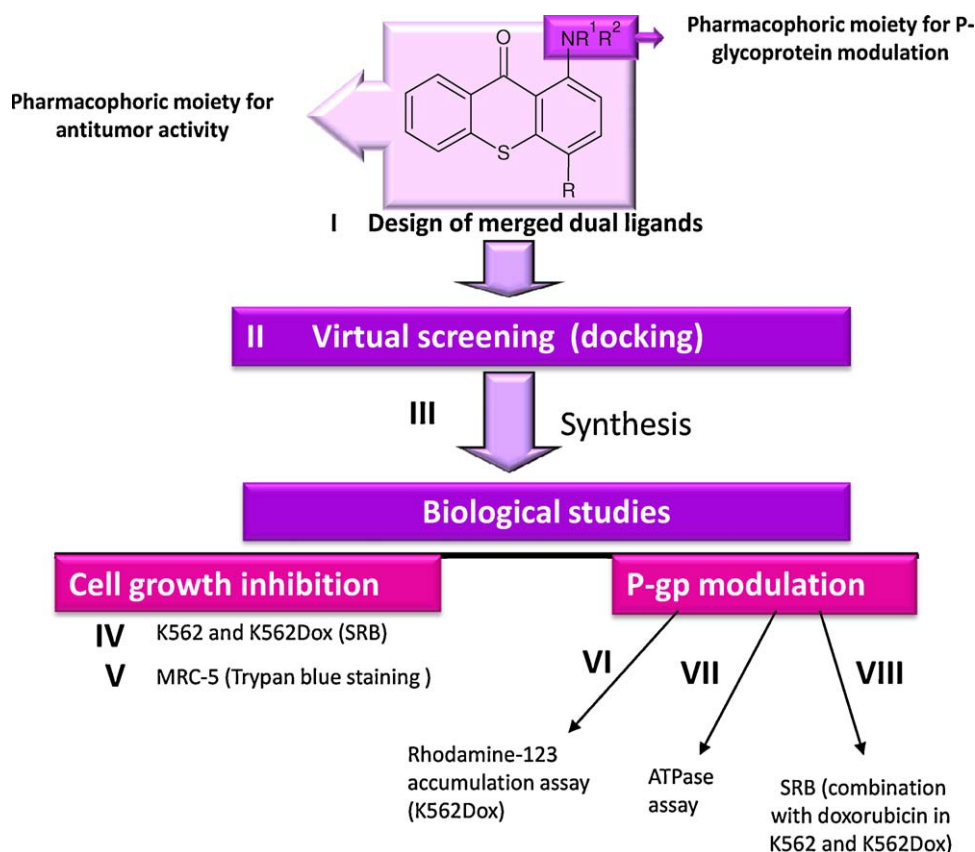 Pharmacophoric moiety for P-
glycoprotein modulation
O
NR¹R²
Pharmacophoric moiety for
antitumor activity
S
R
I Design of merged dual ligands
II Virtual screening (docking)
III Synthesis
Biological studies
Cell growth inhibition
P-gp modulation
IV K562 and K562Dox (SRB)
V MRC-5 (Trypan blue staining )
VI
VII
VIII
Rhodamine-123
accumulation assay
(K562Dox)
ATPase
assay
SRB (combination
with doxorubicin in
K562 and K562Dox)